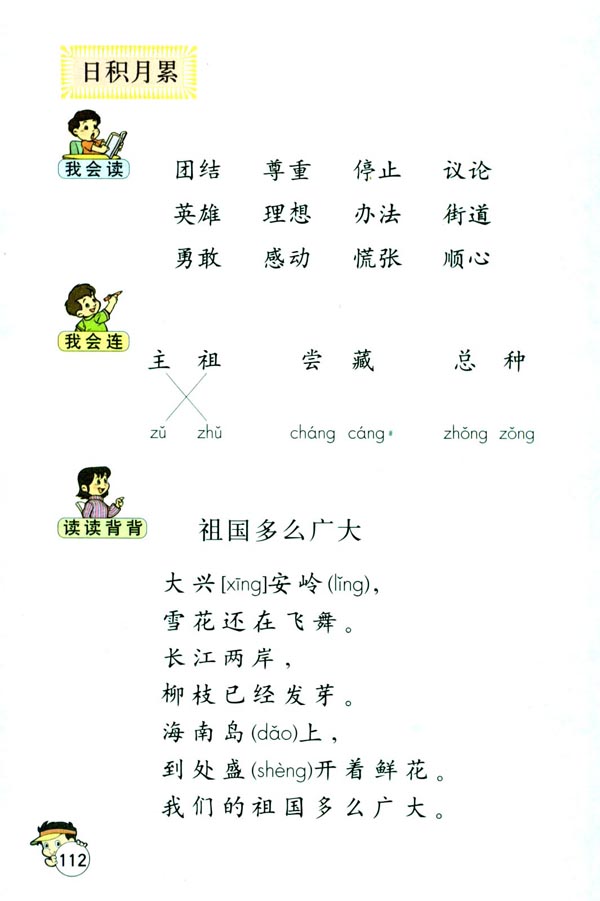 日积月累
我会读
团结 尊重 停止 议论
英雄 理想 办法 街道
勇敢 感动 慌张 顺心
我会连
主 祖 尝 藏 总 种
zǔ zhǔ cháng cáng zhǒng zǒng
读读背背
祖国多么广大
大兴[xīng]安岭(lǐng),
雪花还在飞舞。
长江两岸,
柳枝已经发芽。
海南岛(dǎo)上,
到处盛(shèng)开着鲜花。
我们的祖国多么广大。
112